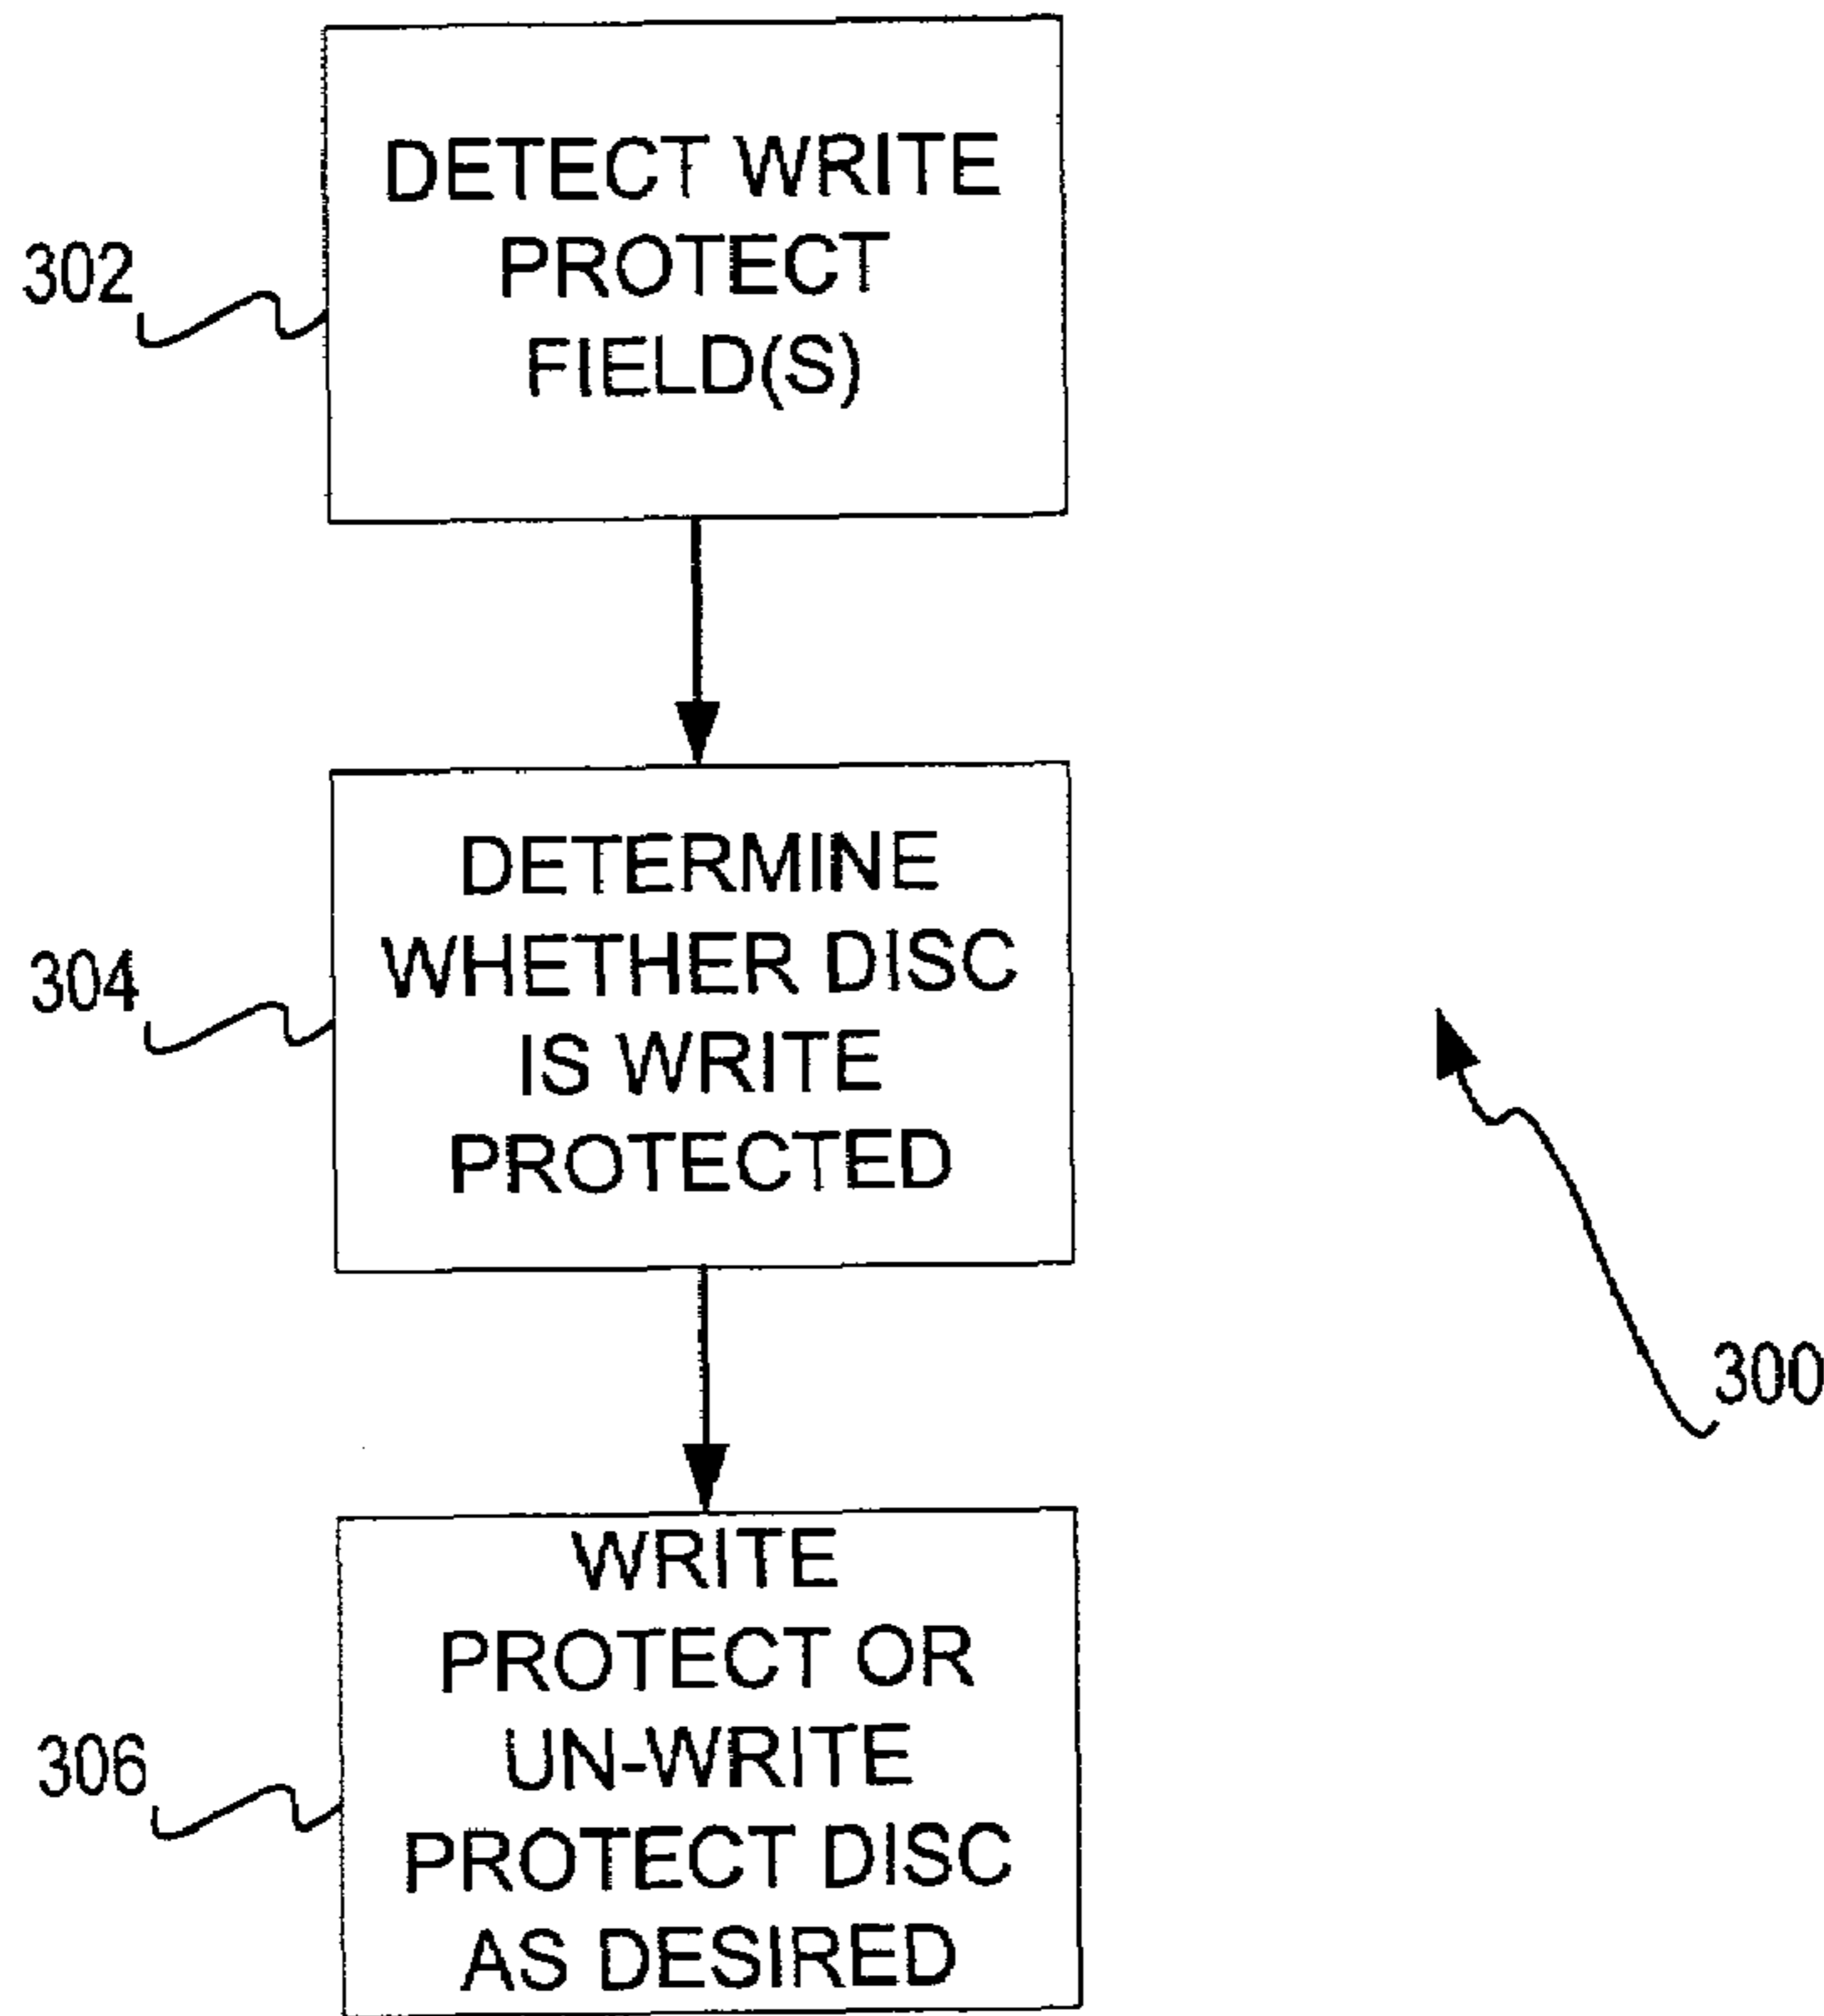 DETECT WRITE
PROTECT
FIELD(S)
302
DETERMINE
WHETHER DISC
IS WRITE
PROTECTED
304
300
WRITE
PROTECT OR
UN-WRITE
PROTECT DISC
AS DESIRED
306